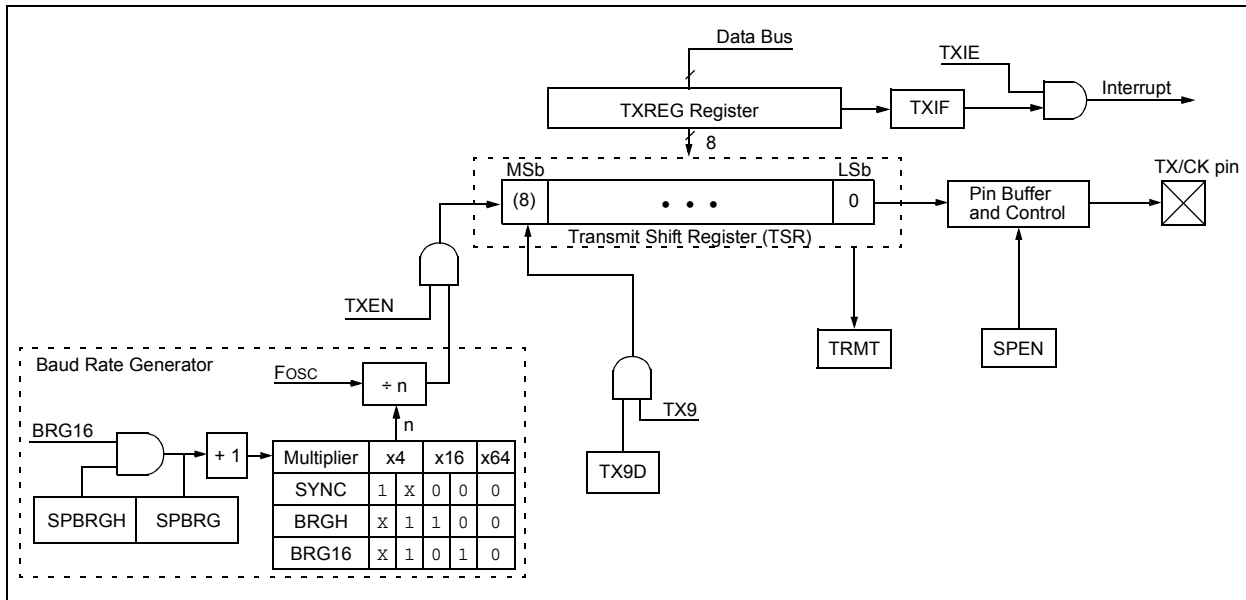 Data Bus
TXIE
Interrupt
TXREG Register
TXIF
8
MSb
LSb
(8)
• • •
0
Transmit Shift Register (TSR)
Pin Buffer
and Control
TX/CK pin
TXEN
TRMT
SPEN
Baud Rate Generator
FOSC
÷ n
n
TX9
TX9D
BRG16
+ 1
SPBRGH SPBRG
Multiplier x4 x16 x64
SYNC 1 X 0 0 0
BRGH X 1 1 0 0
BRG16 X 1 0 1 0